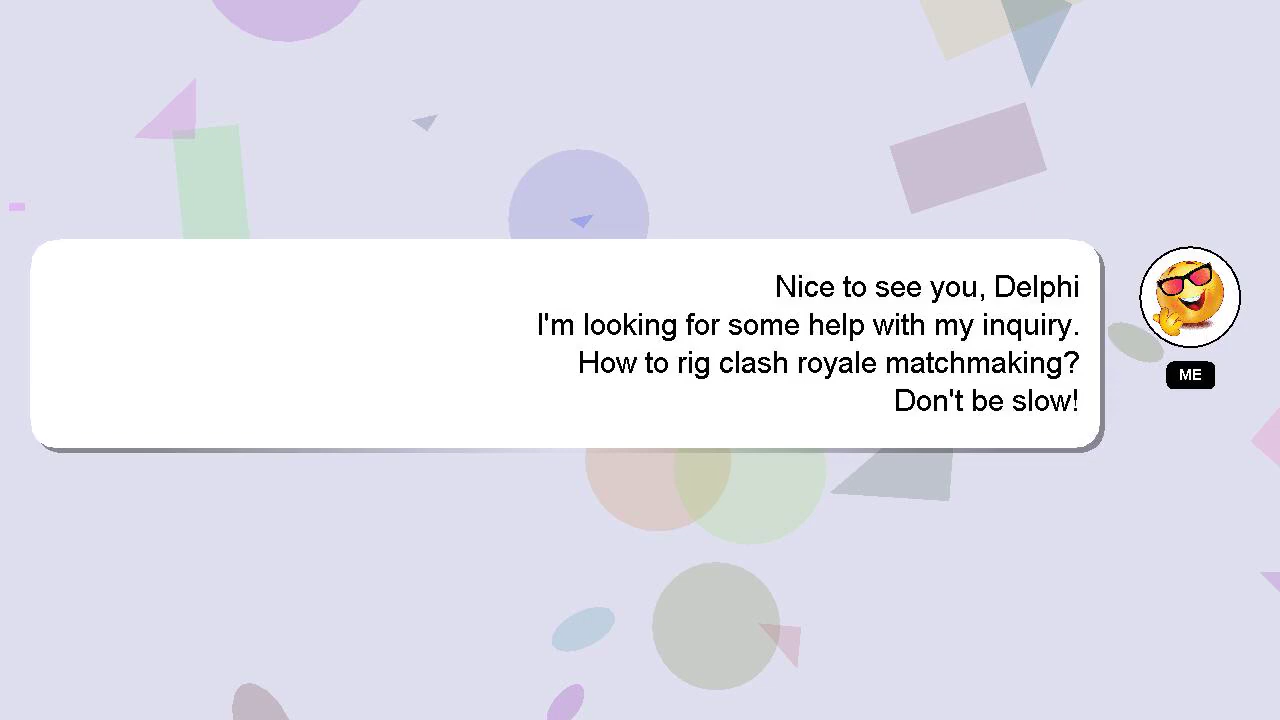 Nice to see you, Delphi
I'm looking for some help with my inquiry.
How to rig clash royale matchmaking?
Don't be slow!
ME